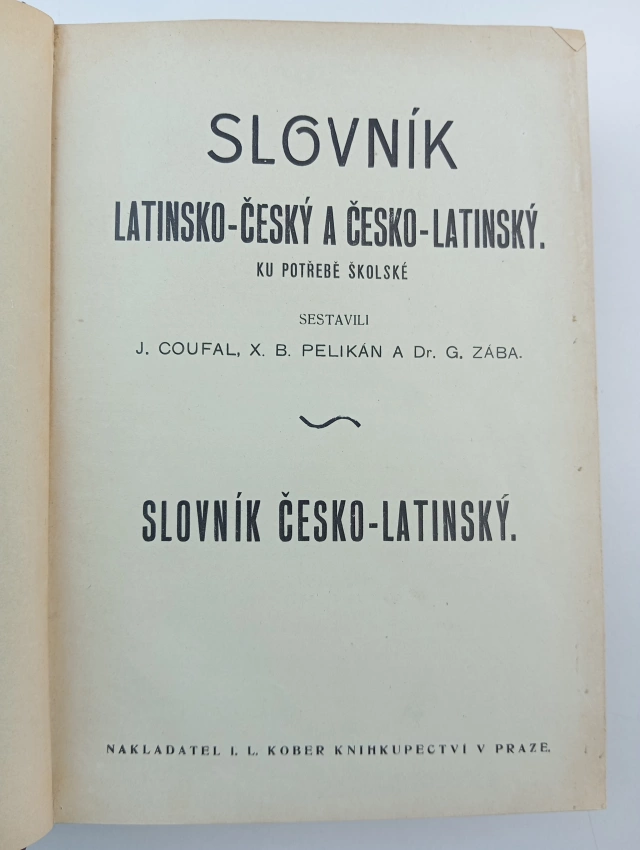 SLOVNÍK
LATINSKO-ČESKÝ A ČESKO-LATINSKÝ.
KU POTŘEBĚ ŠKOLSKÉ
SESTAVILI
J. COUFAL, X. B. PELIKÁN A Dr. G. ZÁBA.
SLOVNÍK ČESKO-LATINSKÝ.
NAKLADATEL I. L. KOBER KNIHKUPECTVÍ V PRAZE.